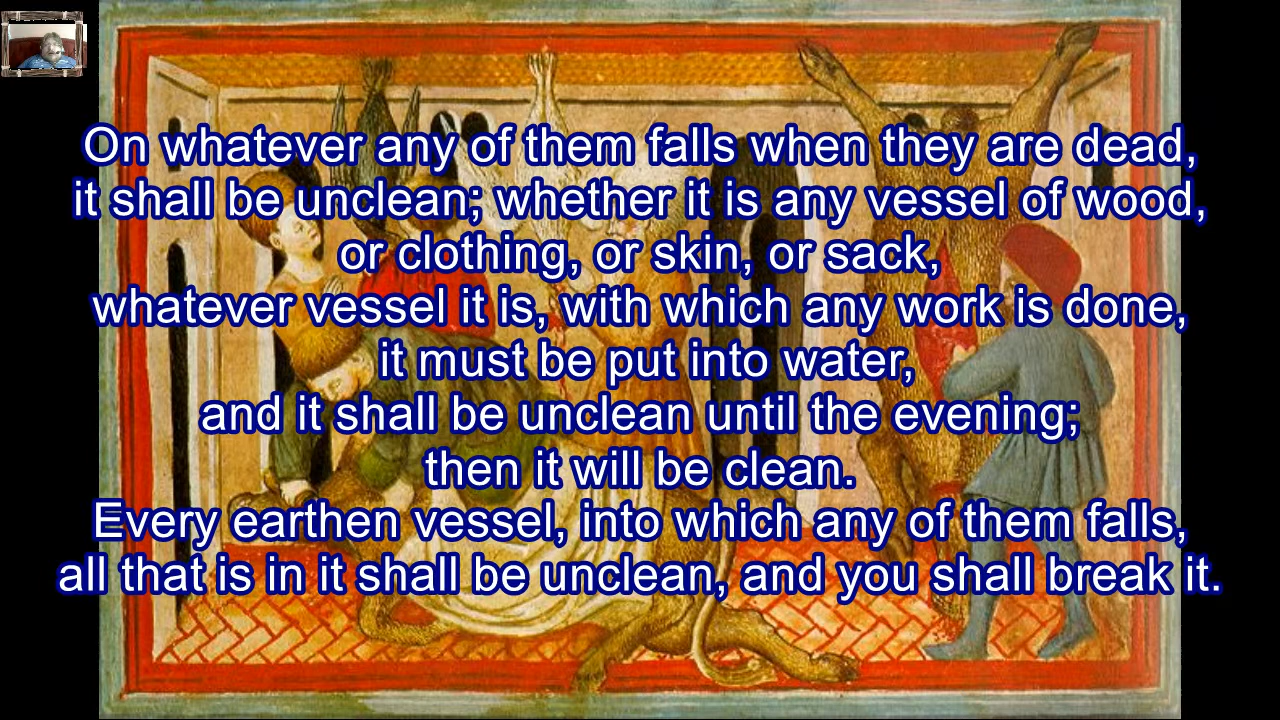 On whatever any of them falls when they are dead,
it shall be unclean; whether it is any vessel of wood,
or clothing, or skin, or sack,
whatever vessel it is, with which any work is done,
it must be put into water,
and it shall be unclean until the evening;
then it will be clean.
Every earthen vessel, into which any of them falls,
all that is in it shall be unclean, and you shall break it.